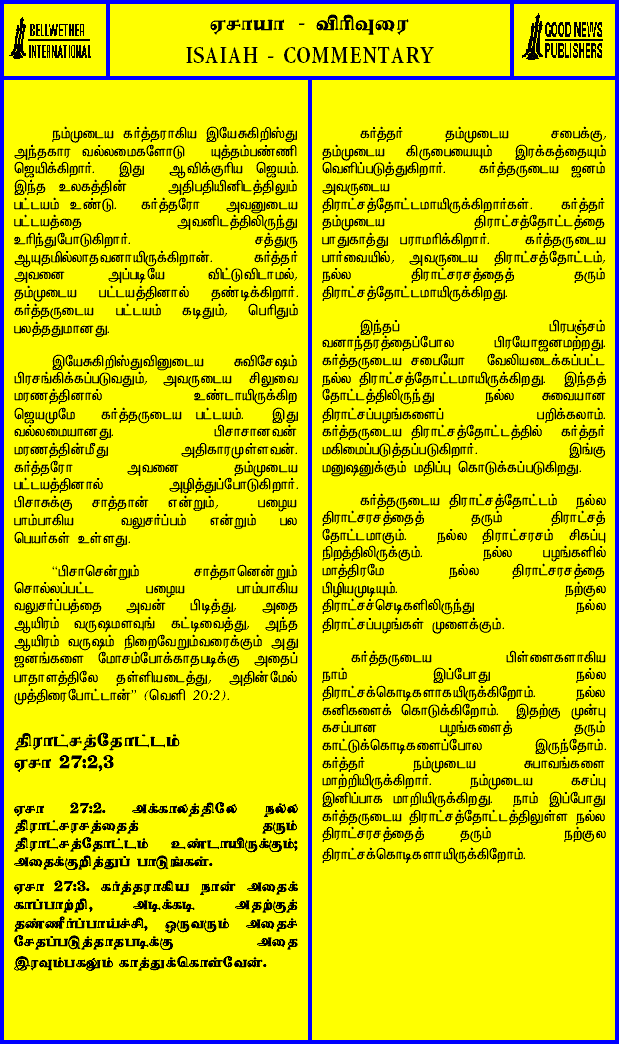 BELLWETHER
INTERNATIONAL
ஏசாயா - விரிவுரை
ISAIAH - COMMENTARY
GOOD NEWS
PUBLISHERS
நம்முடைய கர்த்தராகிய இயேசுகிறிஸ்து
அந்தகார வல்லமைகளோடு யுத்தம்பண்ணி
ஜெயிக்கிறார். இது ஆவிக்குரிய ஜெயம்.
இந்த உலகத்தின் அதிபதியினிடத்திலும்
பட்டயம் உண்டு. கர்த்தரோ அவனுடைய
பட்டயத்தை அவனிடத்திலிருந்து
உரிந்துபோடுகிறார். சத்துரு
ஆயுதமில்லாதவனாயிருக்கிறான். கர்த்தர்
அவனை அப்படியே விட்டுவிடாமல்,
தம்முடைய பட்டயத்தினால் தண்டிக்கிறார்.
கர்த்தருடைய பட்டயம் கடிதும், பெரிதும்
பலத்ததுமானது.
இயேசுகிறிஸ்துவினுடைய சுவிசேஷம்
பிரசங்கிக்கப்படுவதும், அவருடைய சிலுவை
மரணத்தினால் உண்டாயிருக்கிற
ஜெயமுமே கர்த்தருடைய பட்டயம். இது
வல்லமையானது. பிசாசானவன்
மரணத்தின்மீது அதிகாரமுள்ளவன்.
கர்த்தரோ அவனை தம்முடைய
பட்டயத்தினால் அழித்துப்போடுகிறார்.
பிசாசுக்கு சாத்தான் என்றும், பழைய
பாம்பாகிய வலுசர்ப்பம் என்றும் பல
பெயர்கள் உள்ளது.
“பிசாசென்றும் சாத்தானென்றும்
சொல்லப்பட்ட பழைய பாம்பாகிய
வலுசர்ப்பத்தை அவன் பிடித்து, அதை
ஆயிரம் வருஷமளவுங் கட்டிவைத்து, அந்த
ஆயிரம் வருஷம் நிறைவேறும்வரைக்கும் அது
ஜனங்களை மோசம்போக்காதபடிக்கு அதைப்
பாதாளத்திலே தள்ளியடைத்து, அதின்மேல்
முத்திரைபோட்டான்” (வெளி 20:2).
திராட்சத்தோட்டம்
ஏசா 27:2,3
ஏசா 27:2. அக்காலத்திலே நல்ல
திராட்சரசத்தைத் தரும்
திராட்சத்தோட்டம் உண்டாயிருக்கும்;
அதைக்குறித்துப் பாடுங்கள்.
ஏசா 27:3. கர்த்தராகிய நான் அதைக்
காப்பாற்றி, அடிக்கடி அதற்குத்
தண்ணீர்ப்பாய்ச்சி, ஒருவரும் அதைச்
சேதப்படுத்தாதபடிக்கு அதை
இரவும்பகலும் காத்துக்கொள்வேன்.
கர்த்தர் தம்முடைய சபைக்கு,
தம்முடைய கிருபையையும் இரக்கத்தையும்
வெளிப்படுத்துகிறார். கர்த்தருடைய ஜனம்
அவருடைய
திராட்சத்தோட்டமாயிருக்கிறார்கள். கர்த்தர்
தம்முடைய திராட்சத்தோட்டத்தை
பாதுகாத்து பராமரிக்கிறார். கர்த்தருடைய
பார்வையில், அவருடைய திராட்சத்தோட்டம்,
நல்ல திராட்சரசத்தைத் தரும்
திராட்சத்தோட்டமாயிருக்கிறது.
இந்தப் பிரபஞ்சம்
வனாந்தரத்தைப்போல பிரயோஜனமற்றது.
கர்த்தருடைய சபையோ வேலியடைக்கப்பட்ட
நல்ல திராட்சத்தோட்டமாயிருக்கிறது. இந்தத்
தோட்டத்திலிருந்து நல்ல சுவையான
திராட்சப்பழங்களைப் பறிக்கலாம்.
கர்த்தருடைய திராட்சத்தோட்டத்தில் கர்த்தர்
மகிமைப்படுத்தப்படுகிறார். இங்கு
மனுஷனுக்கும் மதிப்பு கொடுக்கப்படுகிறது.
கர்த்தருடைய திராட்சத்தோட்டம் நல்ல
திராட்சரசத்தைத் தரும் திராட்சத்
தோட்டமாகும். நல்ல திராட்சரசம் சிகப்பு
நிறத்திலிருக்கும். நல்ல பழங்களில்
மாத்திரமே நல்ல திராட்சரசத்தை
பிழியமுடியும். நற்குல
திராட்சச்செடிகளிலிருந்து நல்ல
திராட்சப்பழங்கள் முளைக்கும்.
கர்த்தருடைய பிள்ளைகளாகிய
நாம் இப்போது நல்ல
திராட்சக்கொடிகளாகயிருக்கிறோம். நல்ல
கனிகளைக் கொடுக்கிறோம். இதற்கு முன்பு
கசப்பான பழங்களைத் தரும்
காட்டுக்கொடிகளைப்போல இருந்தோம்.
கர்த்தர் நம்முடைய சுபாவங்களை
மாற்றியிருக்கிறார். நம்முடைய கசப்பு
இனிப்பாக மாறியிருக்கிறது. நாம் இப்போது
கர்த்தருடைய திராட்சத்தோட்டத்திலுள்ள நல்ல
திராட்சரசத்தைத் தரும் நற்குல
திராட்சக்கொடிகளாயிருக்கிறோம்.